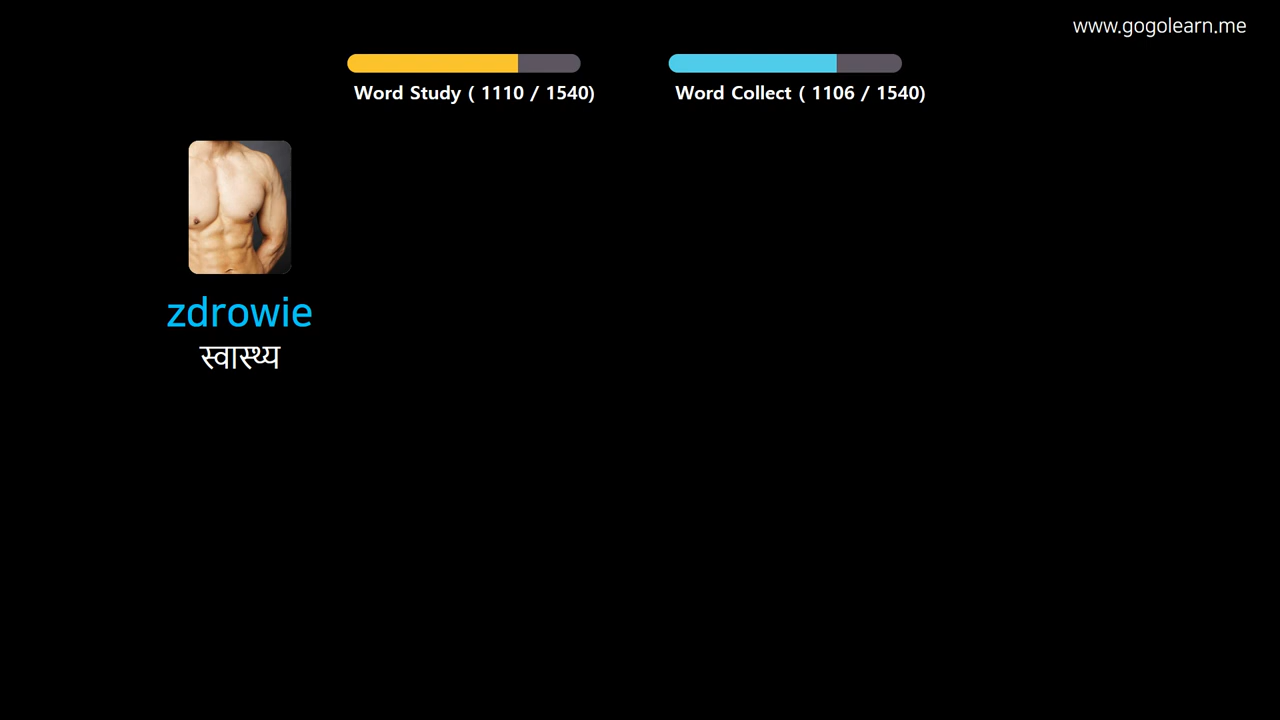 www.gogolearn.me
Word Study ( 1110 / 1540)
Word Collect ( 1106 / 1540)
zdrowie
स्वास्थ्य